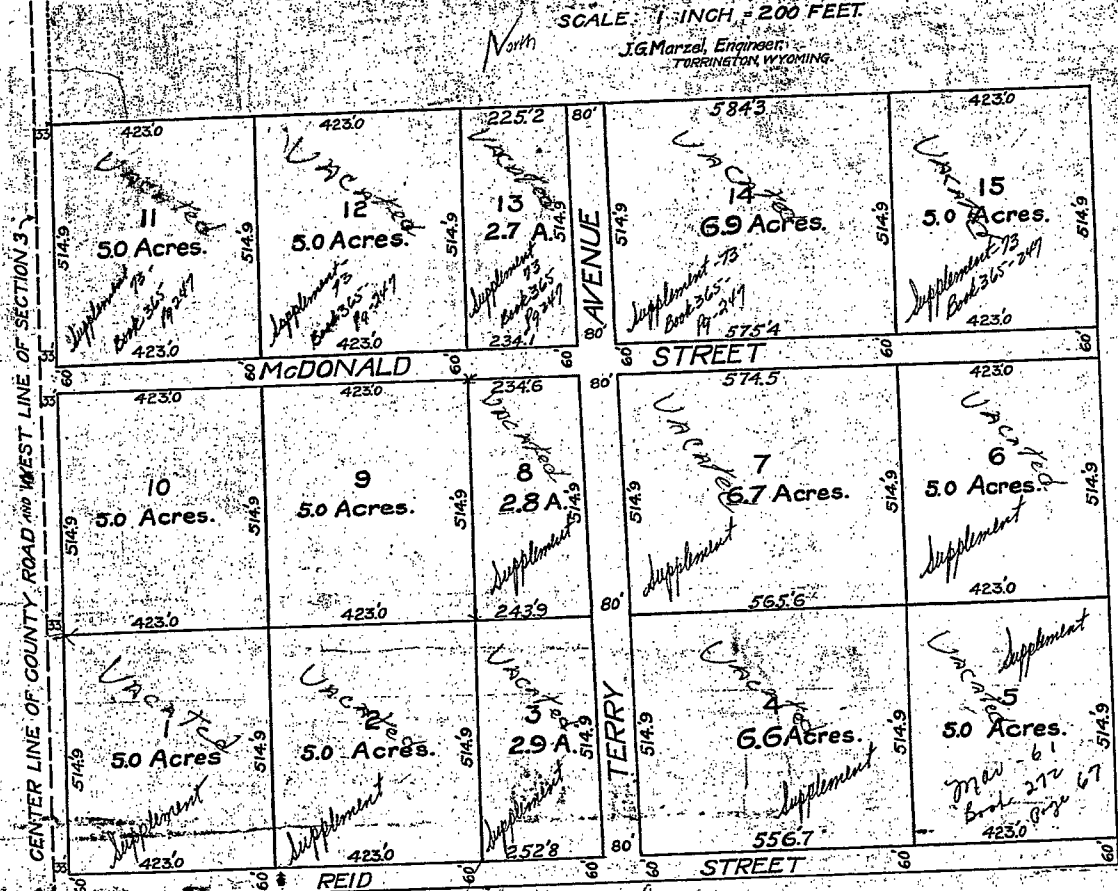 SCALE: 1 INCH = 200 FEET.
North
J.G. Marzel, Engineer.
TORRINGTON, WYOMING.
CENTER LINE OF COUNTY ROAD AND WEST LINE OF SECTION 3
33 423.0 423.0 225.2 80' 584.3 423.0
Vacated
11
5.0 Acres.
514.9 514.9
Supplement
73
Book 365
Pg 247
423.0
Vacated
12
5.0 Acres.
514.9
Supplement
73
Book 365
Pg 247
423.0
Vacated
13
2.7 A.
514.9
Supplement
73
Book 365
Pg 247
234.1
AVENUE
80'
Vacated
14
6.9 Acres.
514.9 514.9
Supplement-73
Book 365-
Pg-247
575.4
Vacated
15
5.0 Acres.
514.9
Supplement-73
Book 365-247
423.0
33 60' 60' McDONALD STREET 60' 60'
33 423.0 423.0 234.6 80' 574.5 423.0
10
5.0 Acres.
514.9 514.9
423.0
9
5.0 Acres.
514.9
423.0
Vacated
8
2.8 A.
514.9
Supplement
243.9
80'
Vacated
7
6.7 Acres.
514.9 514.9
Supplement
565.6
Vacated
6
5.0 Acres.
514.9
Supplement
423.0
33
Vacated
1
5.0 Acres
514.9 514.9
Supplement
423.0
Vacated
2
5.0 Acres.
514.9
Supplement
423.0
Vacated
3
2.9 A.
514.9
Supplement
252.8
TERRY
80'
Vacated
4
6.6 Acres.
514.9 514.9
Supplement
556.7
Vacated
Supplement
5
5.0 Acres.
514.9
Mar - 61
Book 272
Page 67
423.0
33 60' 60' REID STREET 60' 60'